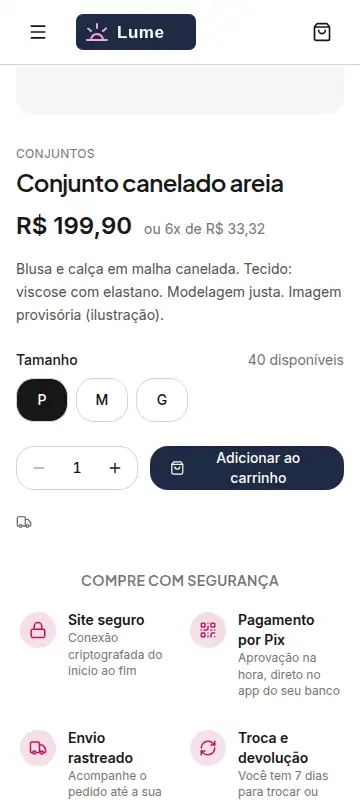 Lume
CONJUNTOS
Conjunto canelado areia
R$ 199,90 ou 6x de R$ 33,32
Blusa e calça em malha canelada. Tecido:
viscose com elastano. Modelagem justa. Imagem
provisória (ilustração).
Tamanho 40 disponíveis
P M G
1
Adicionar ao
carrinho
COMPRE COM SEGURANÇA
Site seguro
Conexão
criptografada do
início ao fim
Pagamento
por Pix
Aprovação na
hora, direto no
app do seu banco
Envio
rastreado
Acompanhe o
pedido até a sua
Troca e
devolução
Você tem 7 dias
para trocar ou